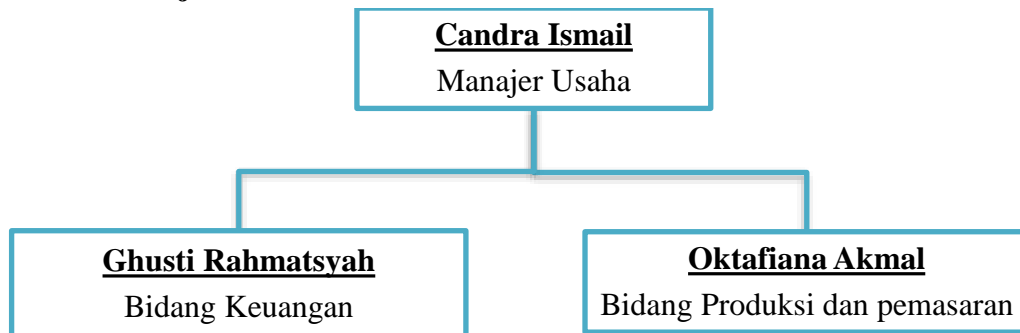 Candra Ismail
Manajer Usaha
Ghusti Rahmatsyah
Bidang Keuangan
Oktafiana Akmal
Bidang Produksi dan pemasaran